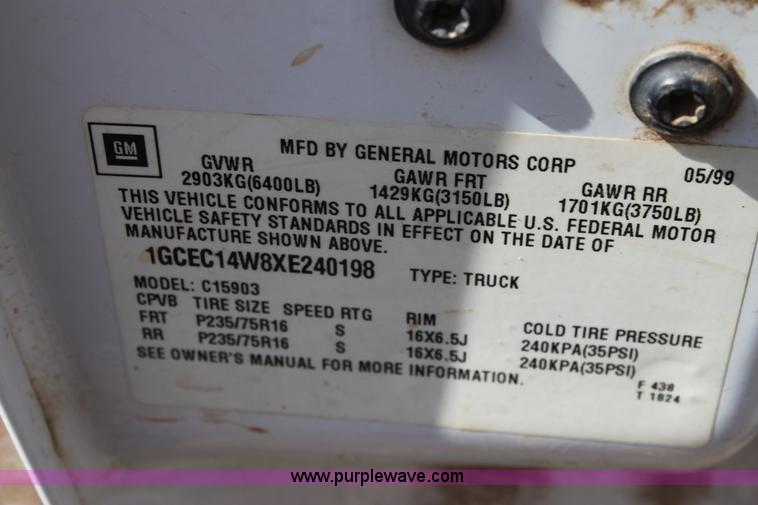 GM
MFD BY GENERAL MOTORS CORP 05/99
GVWR GAWR FRT GAWR RR
2903KG(6400LB) 1429KG(3150LB) 1701KG(3750LB)
THIS VEHICLE CONFORMS TO ALL APPLICABLE U.S. FEDERAL MOTOR
VEHICLE SAFETY STANDARDS IN EFFECT ON THE DATE OF
MANUFACTURE SHOWN ABOVE.
1GCEC14W8XE240198 TYPE: TRUCK
MODEL: C15903
CPVB TIRE SIZE SPEED RTG RIM COLD TIRE PRESSURE
FRT P235/75R16 S 16X6.5J 240KPA(35PSI)
RR P235/75R16 S 16X6.5J 240KPA(35PSI)
SEE OWNER'S MANUAL FOR MORE INFORMATION.
F 438
T 1824
www.purplewave.com